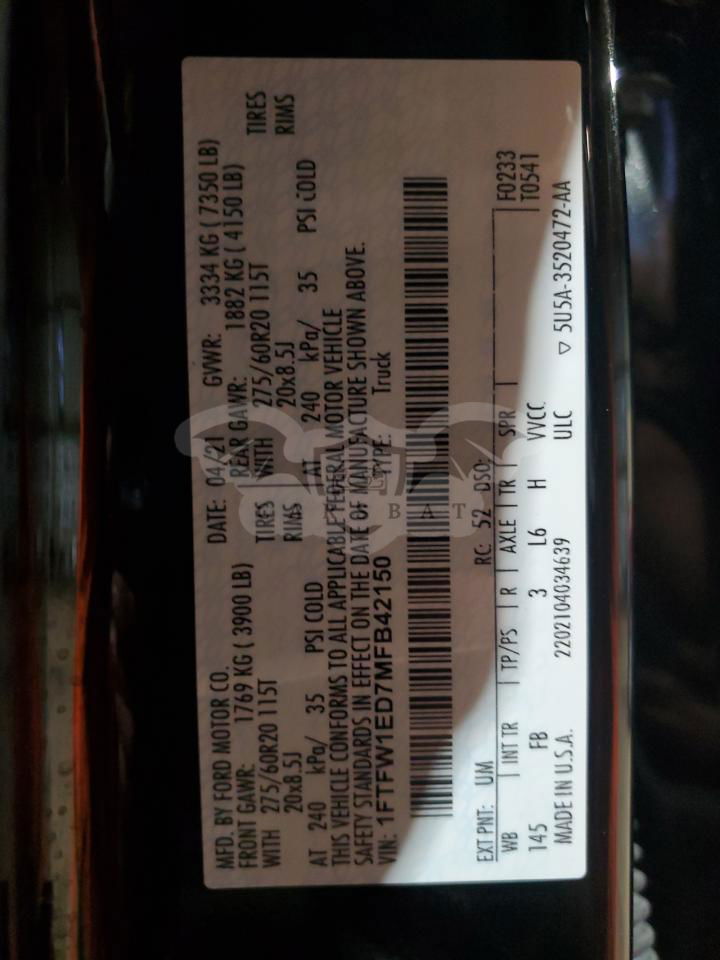 MFD. BY FORD MOTOR CO.
DATE: 04/21 GVWR: 3334 KG ( 7350 LB)
FRONT GAWR: 1769 KG ( 3900 LB) REAR GAWR: 1882 KG ( 4150 LB)
WITH 275/60R20 115T TIRES WITH 275/60R20 115T TIRES
20x8.5J RIMS 20x8.5J RIMS
AT 240 kPa/ 35 PSI COLD AT 240 kPa/ 35 PSI COLD
THIS VEHICLE CONFORMS TO ALL APPLICABLE FEDERAL MOTOR VEHICLE
SAFETY STANDARDS IN EFFECT ON THE DATE OF MANUFACTURE SHOWN ABOVE.
VIN: 1FTFW1ED7MFB42150 TYPE: Truck
EXT PNT: UM RC: 52 DSO:
WB INT TR TP/PS R AXLE TR SPR F0233
145 FB 3 L6 H VVCC T0541
MADE IN U.S.A. 2202104034639 ULC ▽ 5U5A-3520472-AA